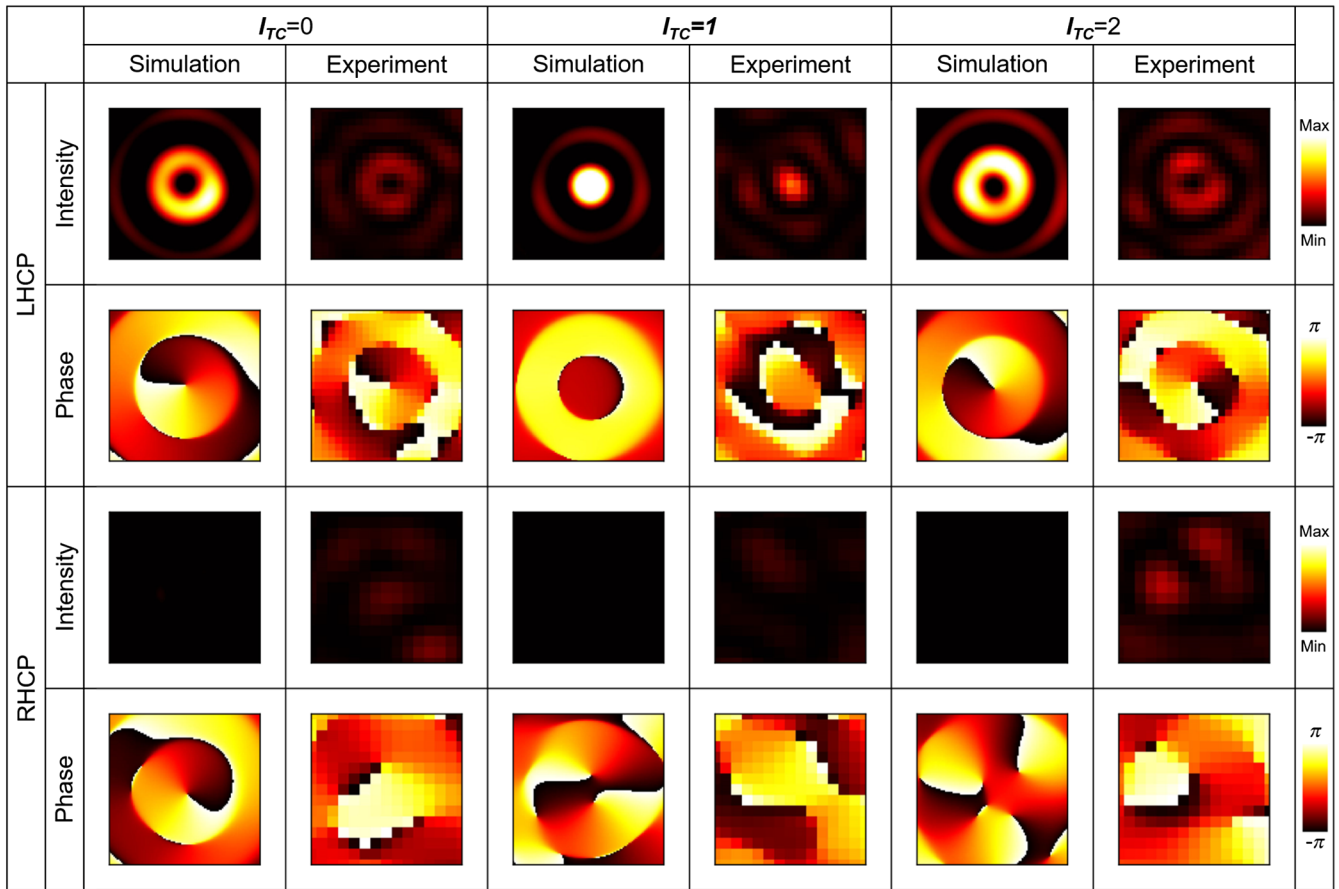 l_TC=0 l_TC=1 l_TC=2
Simulation Experiment Simulation Experiment Simulation Experiment
LHCP
Intensity
Max
Min
Phase
π
-π
RHCP
Intensity
Max
Min
Phase
π
-π